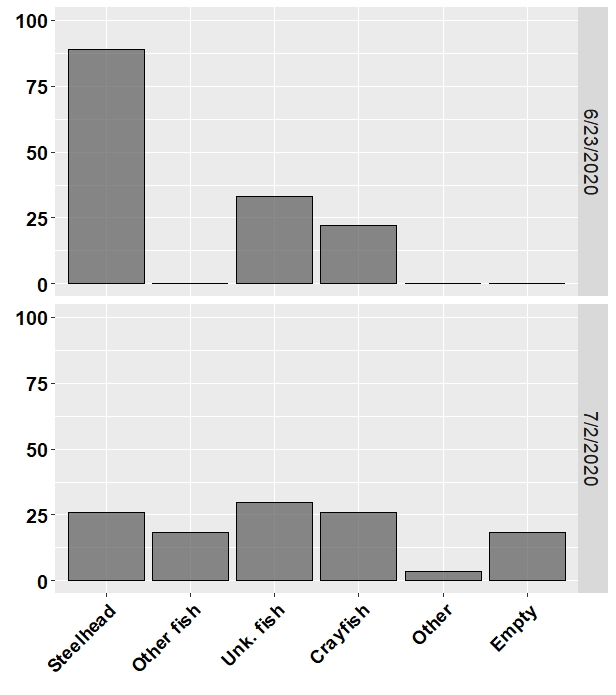 100
75
50
25
0
6/23/2020
100
75
50
25
0
7/2/2020
Steelhead
Other fish
Unk. fish
Crayfish
Other
Empty